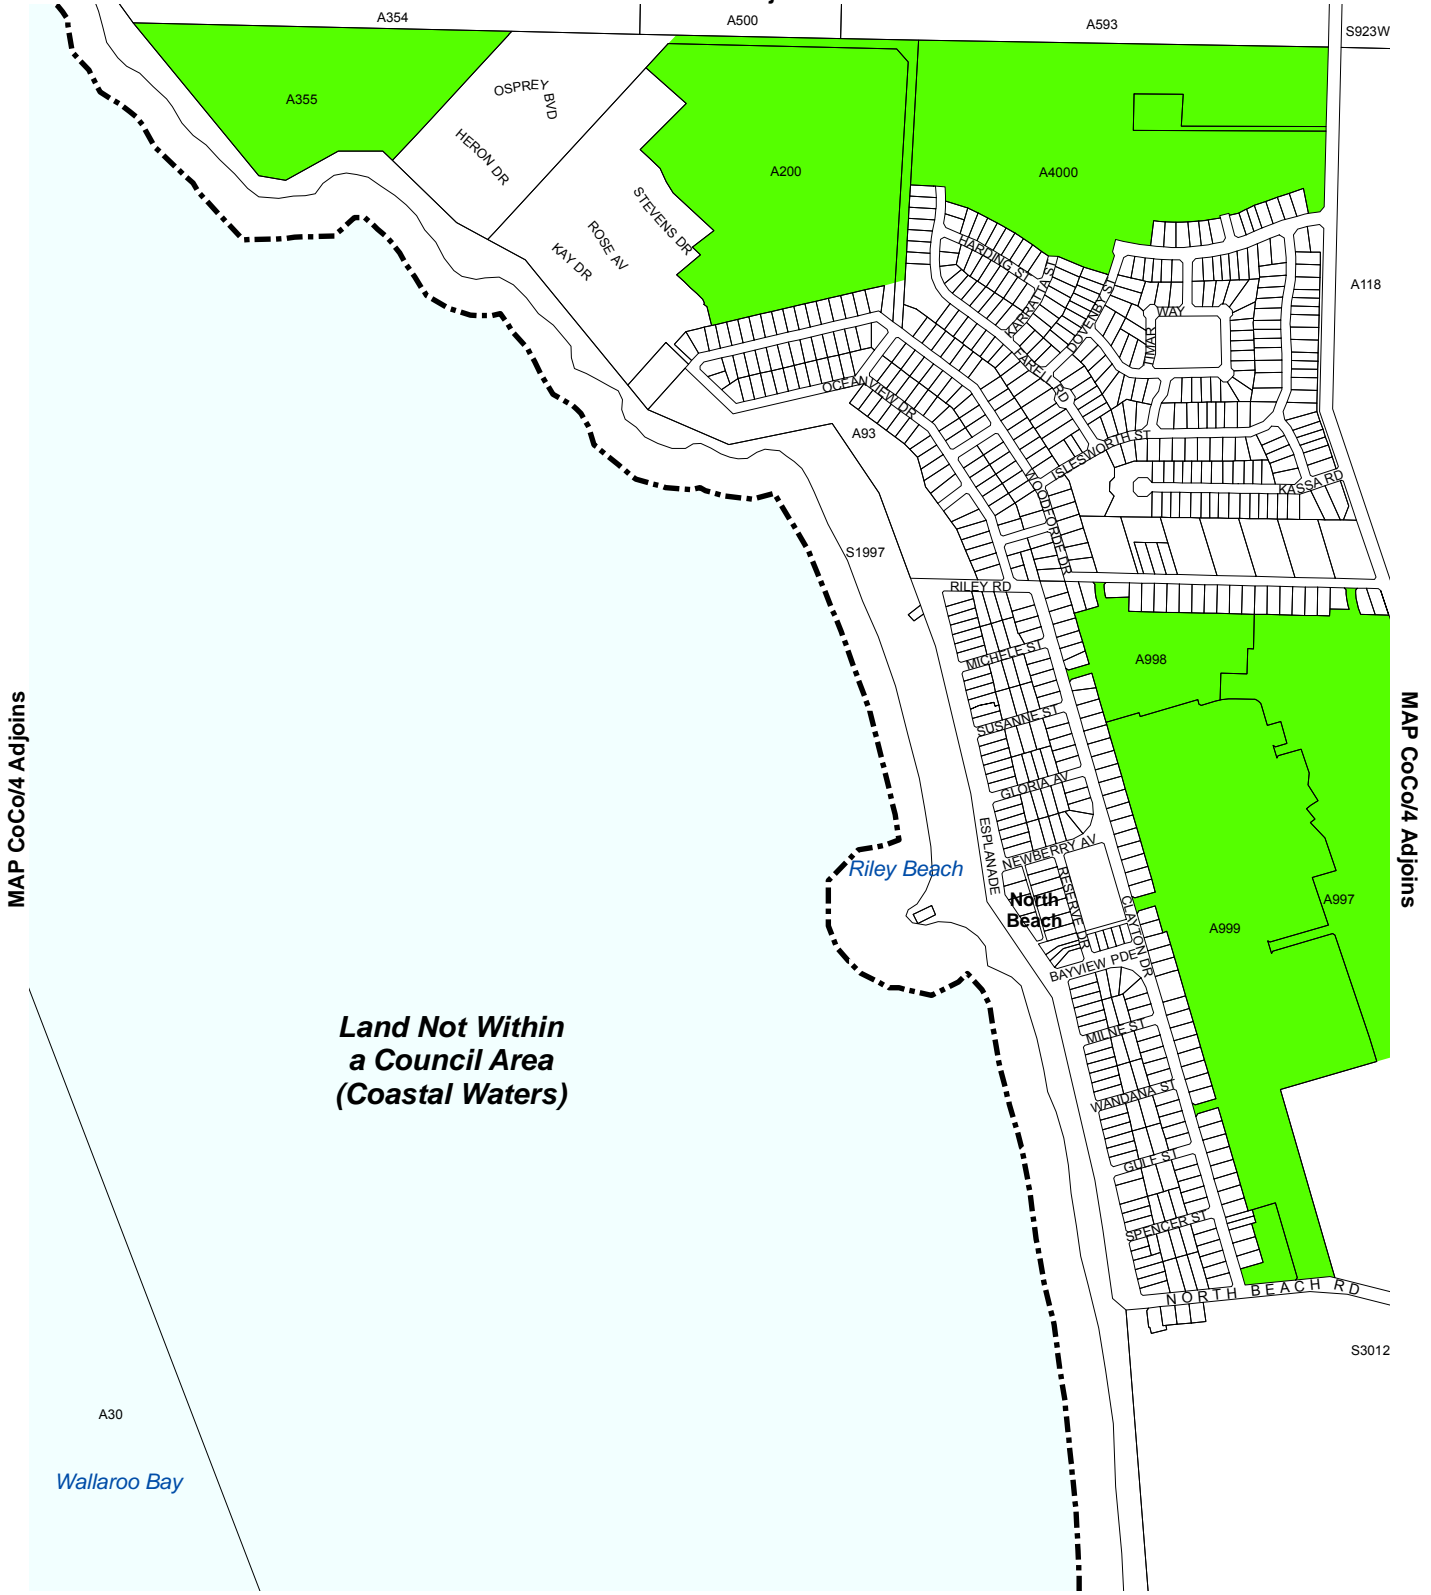 A354
A500
A593
S923W
A355
OSPREY
BVD
HERON DR
A200
A4000
STEVENS DR
ROSE AV
KAY DR
HARDING ST
KARRATTA ST
DOVENBY ST
WAY
MAR
A118
FARELL RD
OCEANVIEW DR
A93
ISLESWORTH ST
WOODFORDE DR
KASSA RD
S1997
RILEY RD
MICHELE ST
A998
SUSANNE ST
MAP CoCo/4 Adjoins
MAP CoCo/4 Adjoins
GLORIA AV
ESPLANADE
NEWBERRY AV
Riley Beach
RESERVE DR
North
Beach
CLAYTON DR
A997
A999
BAYVIEW PDE
Land Not Within
a Council Area
(Coastal Waters)
MILNE ST
WANDANA ST
GULF ST
SPENCER ST
NORTH BEACH RD
S3012
A30
Wallaroo Bay